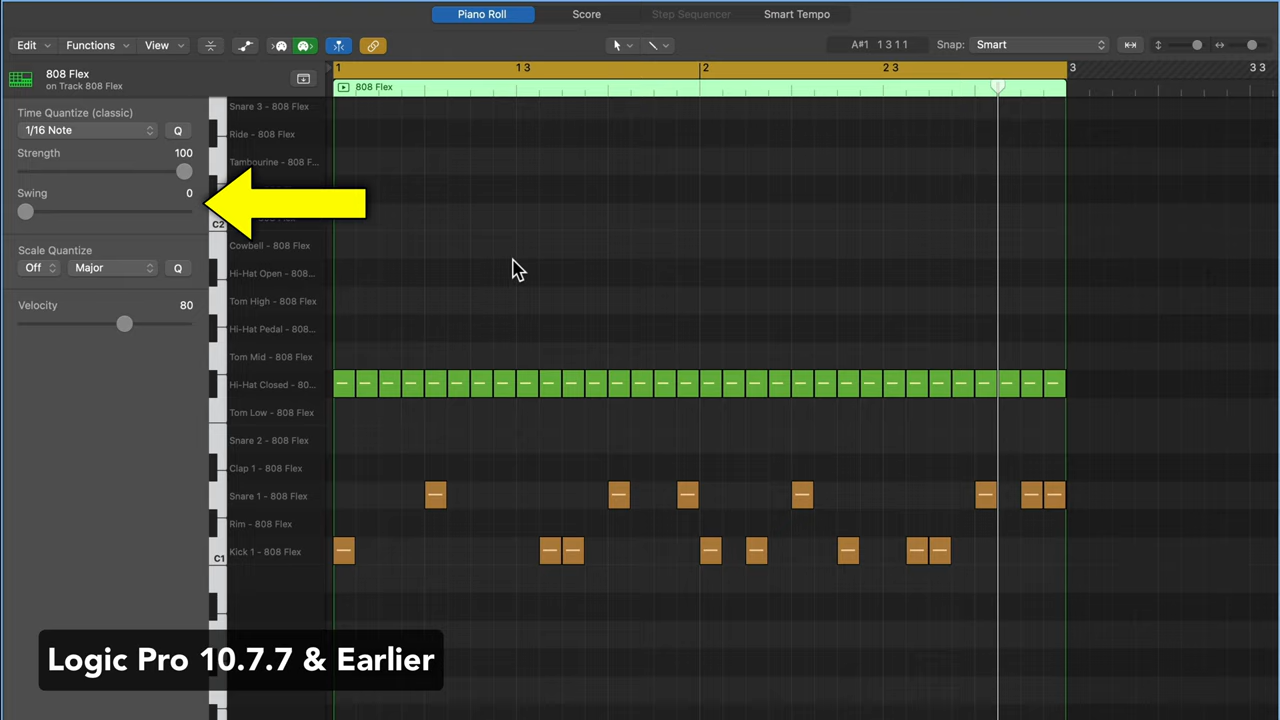 Piano Roll Score Step Sequencer Smart Tempo
Edit Functions View A#1 1 3 1 1 Snap: Smart
808 Flex
on Track 808 Flex
1 1 3 2 2 3 3 3 3
808 Flex
Time Quantize (classic)
1/16 Note Q
Strength 100
Swing 0
Scale Quantize
Off Major Q
Velocity 80
Snare 3 - 808 Flex
Ride - 808 Flex
Tambourine - 808 F...
C2
Cowbell - 808 Flex
Hi-Hat Open - 808...
Tom High - 808 Flex
Hi-Hat Pedal - 808...
Tom Mid - 808 Flex
Hi-Hat Closed - 80...
Tom Low - 808 Flex
Snare 2 - 808 Flex
Clap 1 - 808 Flex
Snare 1 - 808 Flex
Rim - 808 Flex
C1 Kick 1 - 808 Flex
Logic Pro 10.7.7 & Earlier